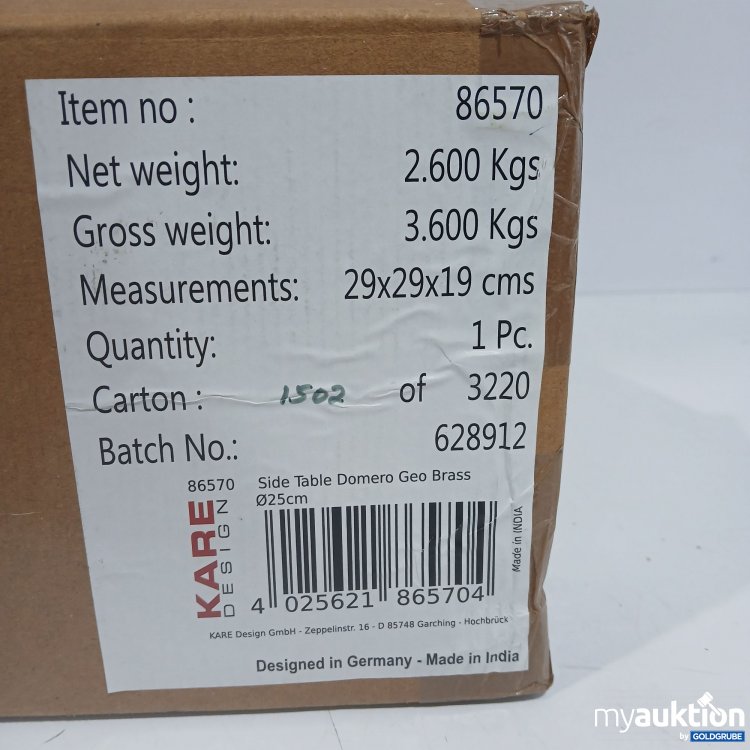 Item no : 86570
Net weight: 2.600 Kgs
Gross weight: 3.600 Kgs
Measurements: 29x29x19 cms
Quantity: 1 Pc.
Carton : 1502 of 3220
Batch No.: 628912
86570 Side Table Domero Geo Brass
Ø25cm
KARE
DESIGN
Made in INDIA
4 025621 865704
KARE Design GmbH - Zeppelinstr. 16 - D 85748 Garching - Hochbrück
Designed in Germany - Made in India
myauktion
by GOLDGRUBE